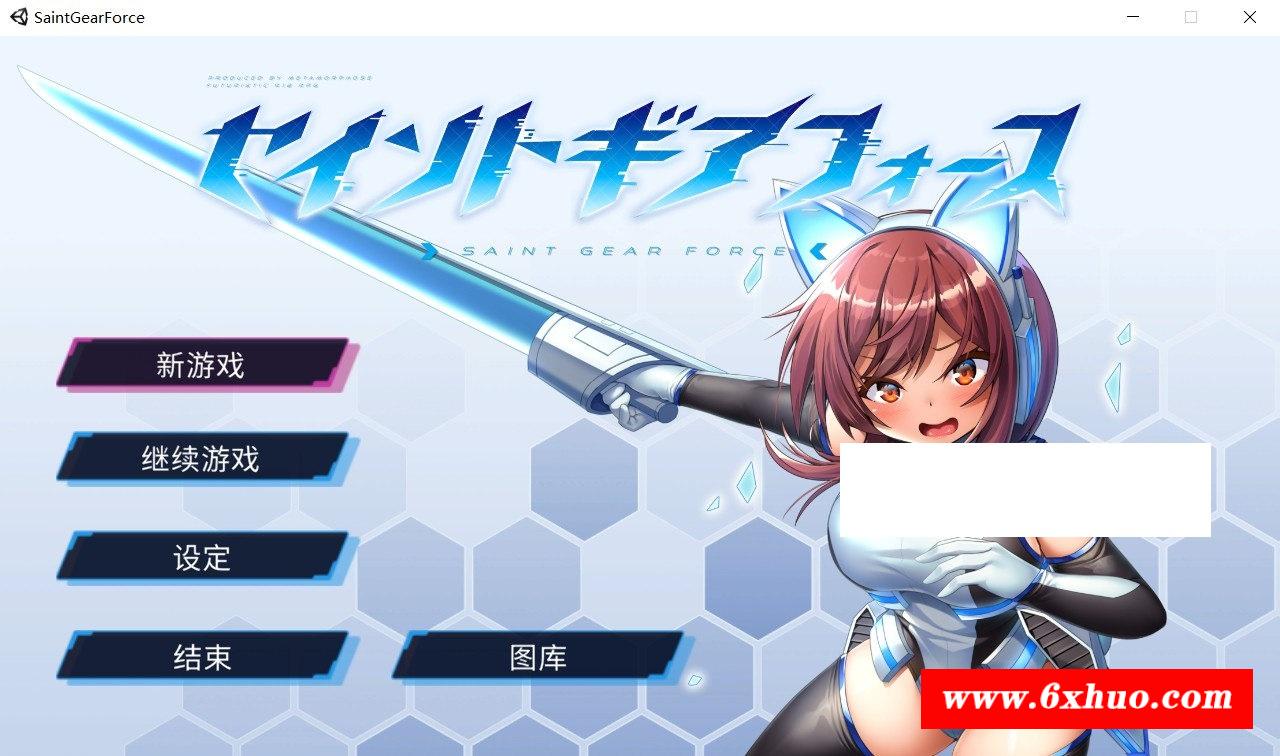 SaintGearForce
PRODUCED BY METAMORPHOSE
FUTURISTIC BIG RPG
セイントギアフォース
SAINT GEAR FORCE
新游戏
继续游戏
设定
结束
图库
www.6xhuo.com